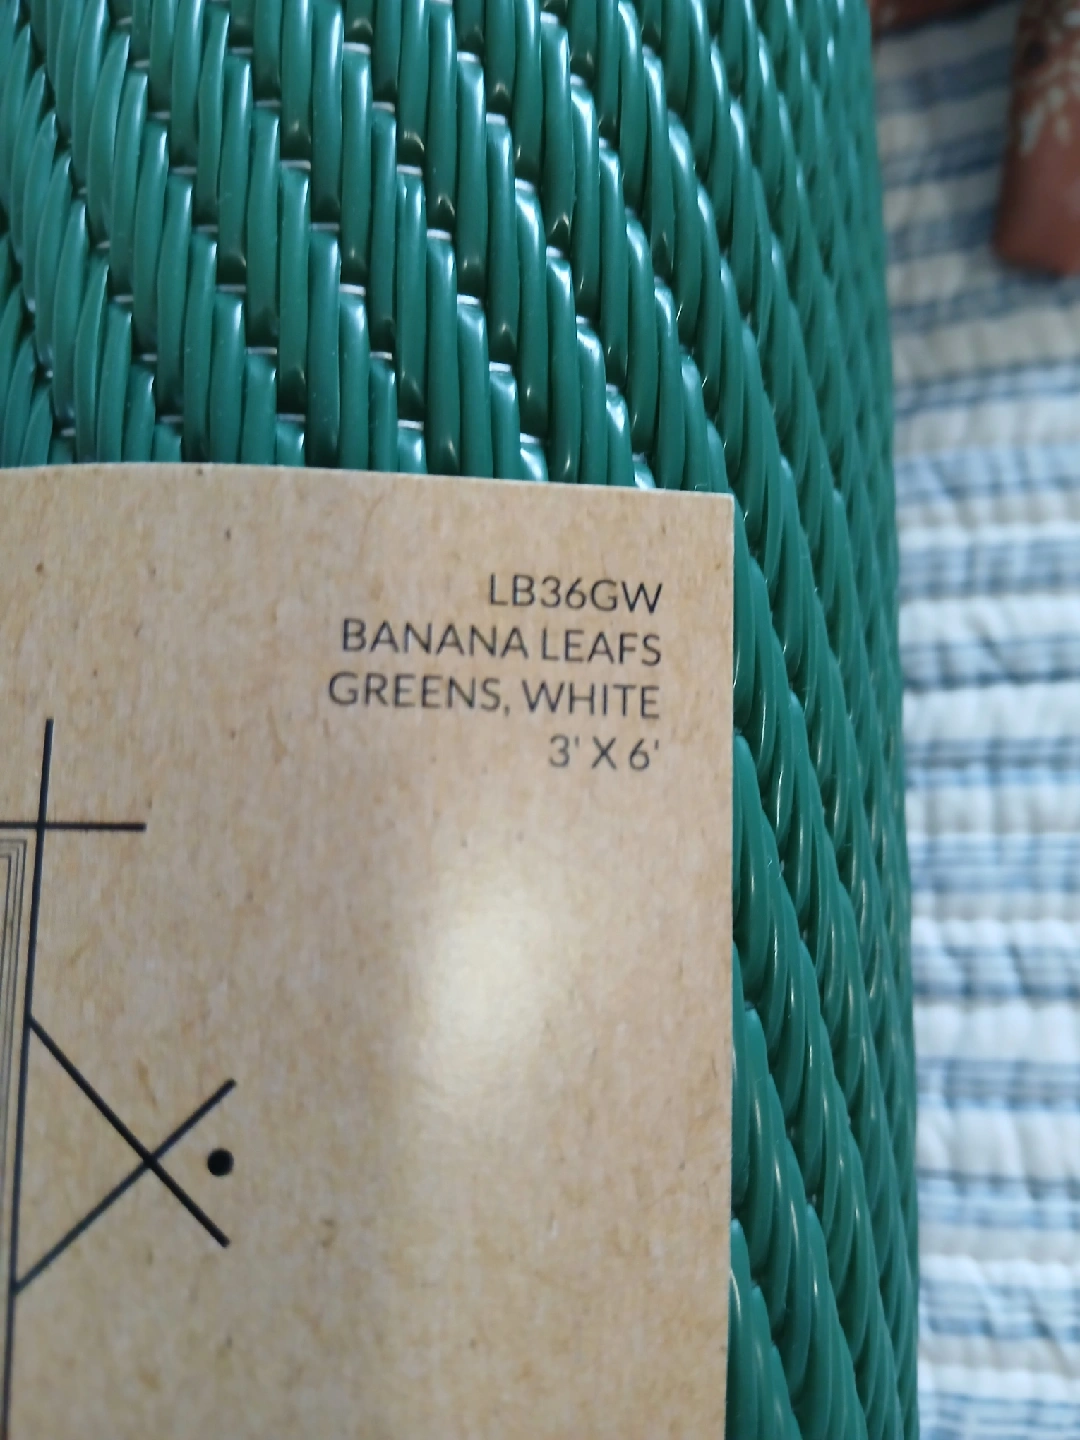 LB36GW
BANANA LEAFS
GREENS, WHITE
3' X 6'